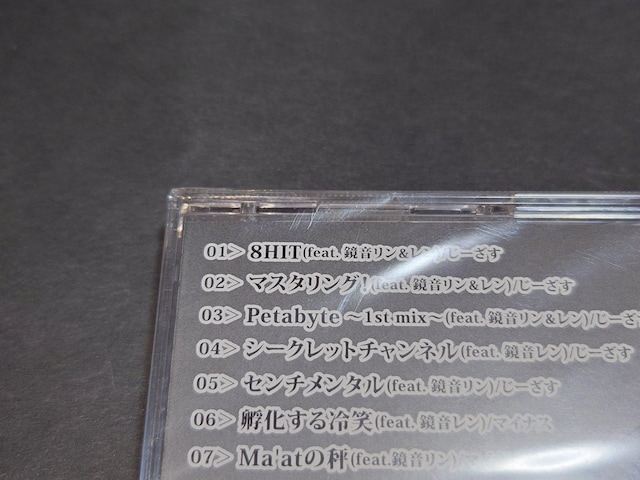 01> 8HIT(feat. 鏡音リン&レン)/じーざす
02> マスタリング!(feat. 鏡音リン&レン)/じーざす
03> Petabyte ～1st mix～(feat. 鏡音リン&レン)/じーざ
04> シークレットチャンネル(feat. 鏡音レン)/じーざす
05> センチメンタル(feat. 鏡音リン)/じーざす
06> 孵化する冷笑(feat. 鏡音レン)/マイナス
07> Ma'atの秤(feat.鏡音リン)/